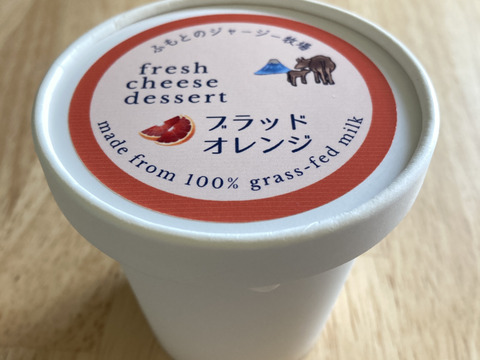 ふもとのジャージー牧場
fresh
cheese
dessert
ブラッド
オレンジ
made from 100% grass-fed milk